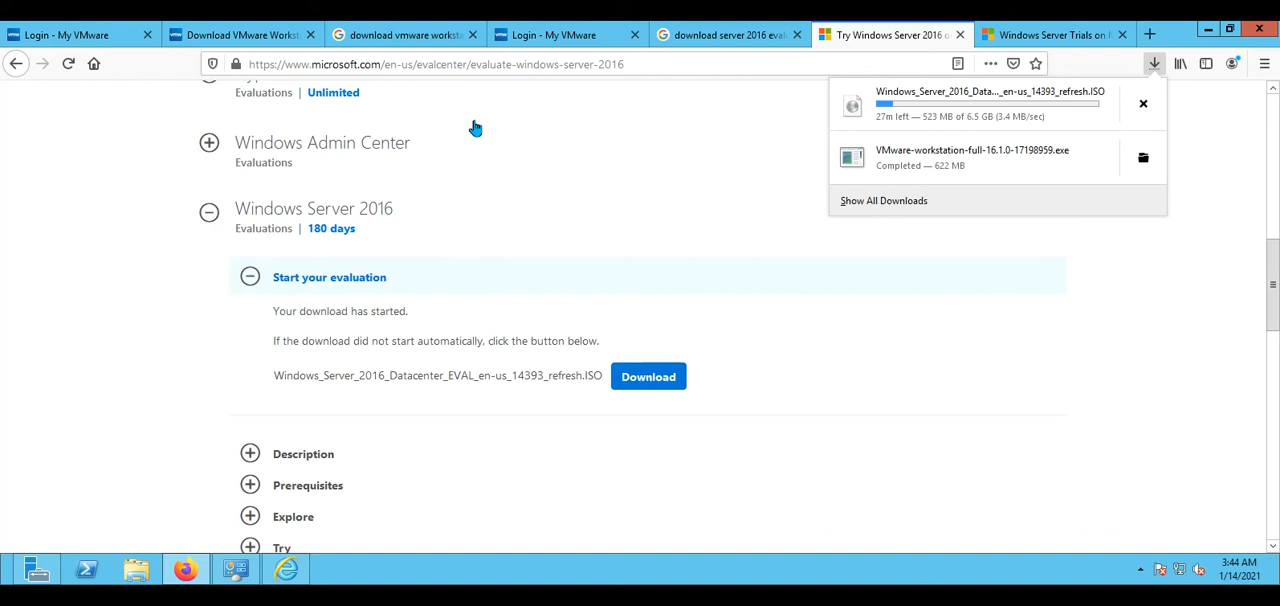 Login - My VMware
Download VMware Workst
download vmware worksta
Login - My VMware
download server 2016 eval
Try Windows Server 2016 o
Windows Server Trials on M
https://www.microsoft.com/en-us/evalcenter/evaluate-windows-server-2016
Evaluations | Unlimited
Windows Admin Center
Evaluations
Windows Server 2016
Evaluations | 180 days
Start your evaluation
Your download has started.
If the download did not start automatically, click the button below.
Windows_Server_2016_Datacenter_EVAL_en-us_14393_refresh.ISO
Download
Description
Prerequisites
Explore
Try
Windows_Server_2016_Data..._en-us_14393_refresh.ISO
27m left — 523 MB of 6.5 GB (3.4 MB/sec)
VMware-workstation-full-16.1.0-17198959.exe
Completed — 622 MB
Show All Downloads
3:44 AM
1/14/2021